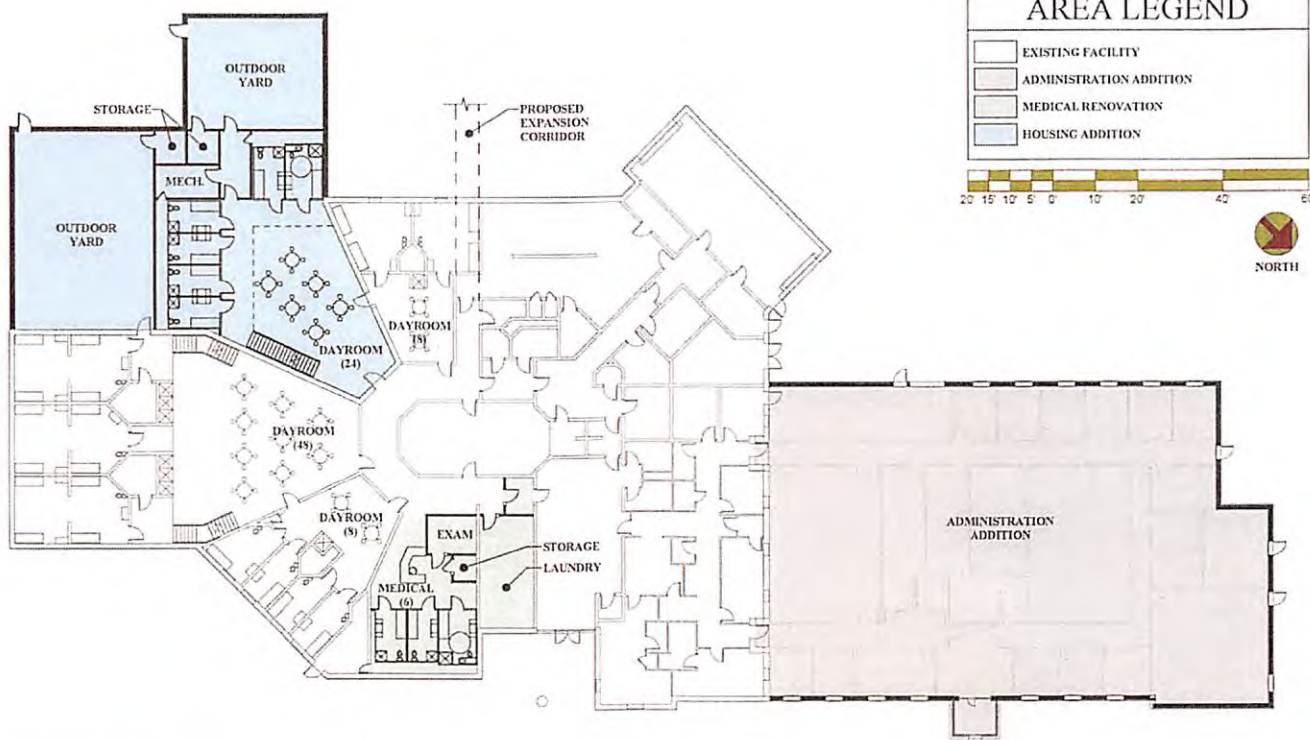 AREA LEGEND
EXISTING FACILITY
ADMINISTRATION ADDITION
MEDICAL RENOVATION
HOUSING ADDITION
20' 15' 10' 5' 0' 10' 20' 40' 60
NORTH
OUTDOOR
YARD
STORAGE
PROPOSED
EXPANSION
CORRIDOR
MECH.
OUTDOOR
YARD
DAYROOM
(8)
DAYROOM
(24)
DAYROOM
(48)
DAYROOM
(8)
EXAM
STORAGE
LAUNDRY
MEDICAL
(6)
ADMINISTRATION
ADDITION